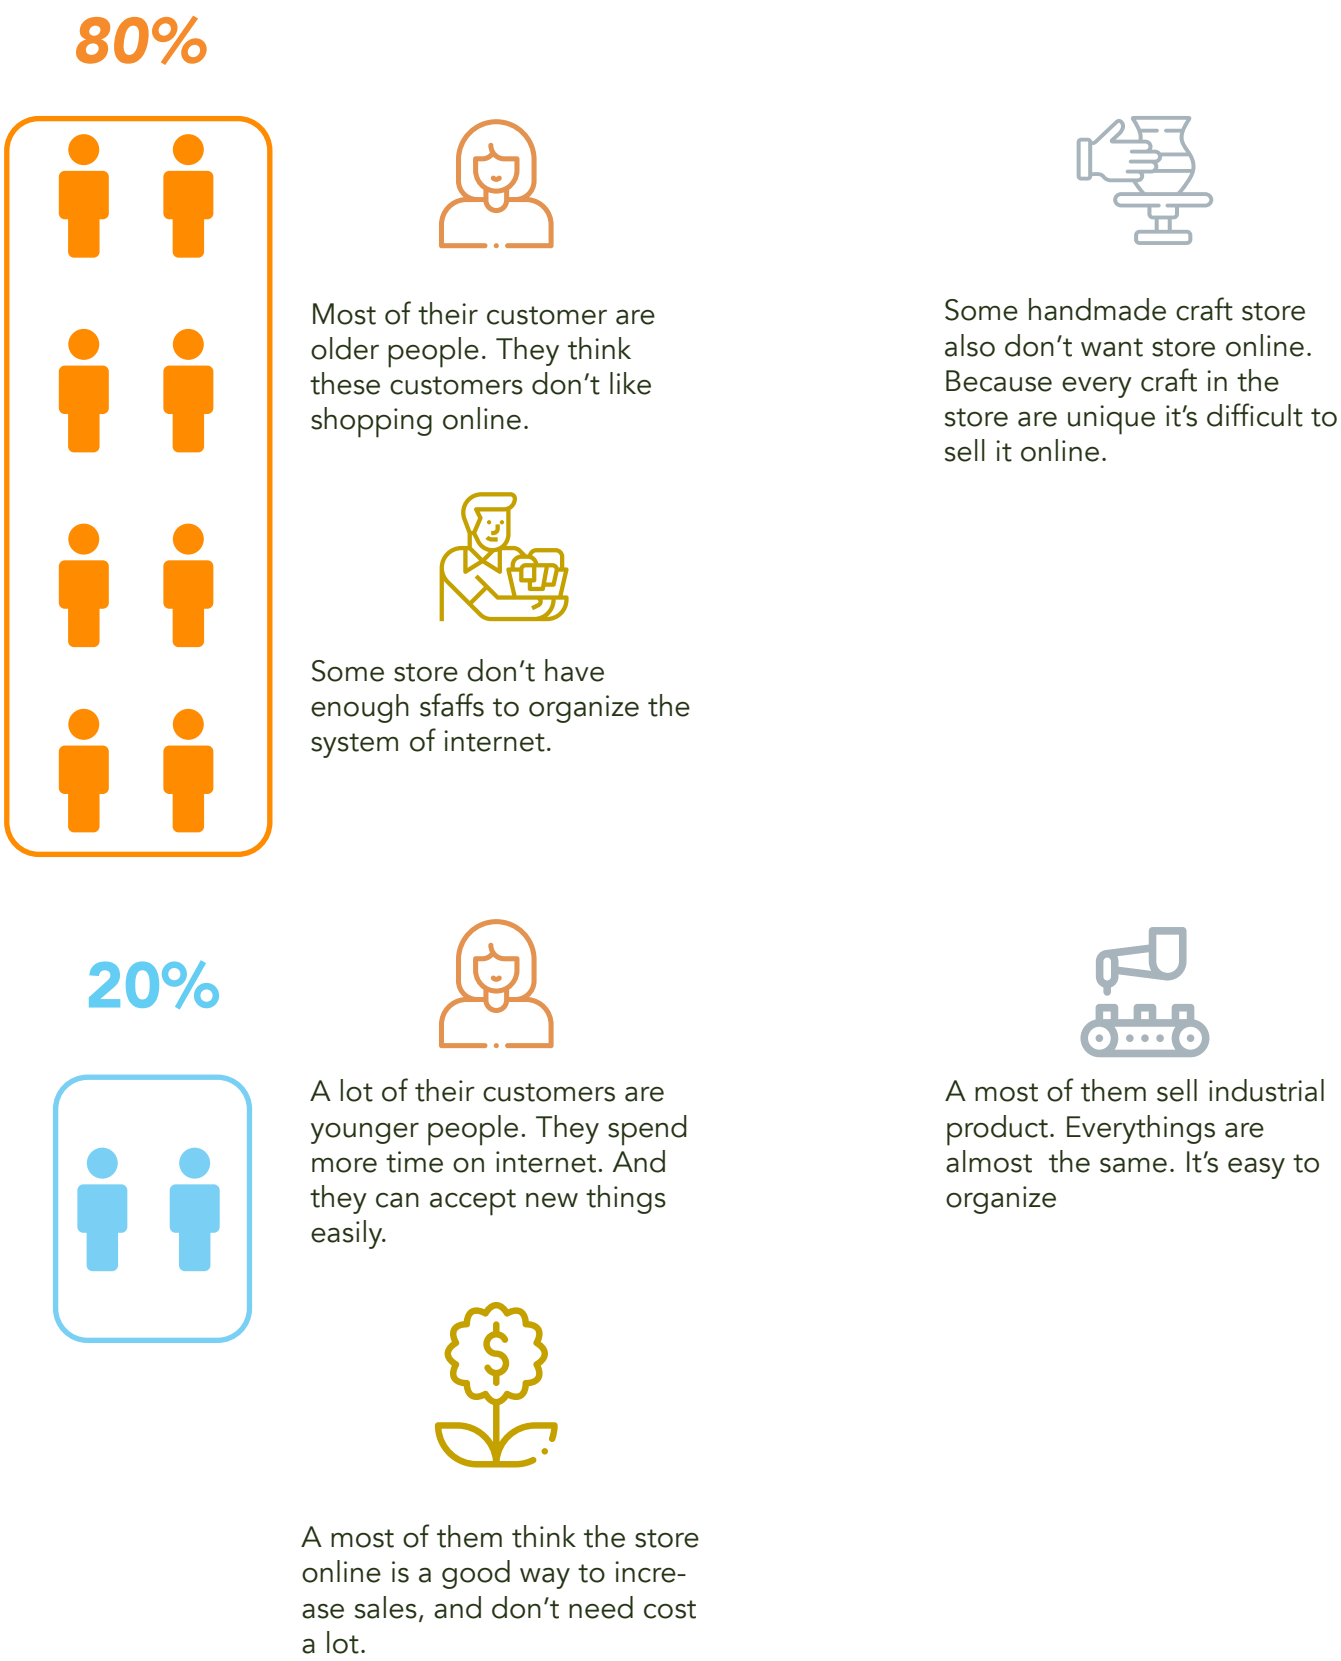 80%
Most of their customer are
older people. They think
these customers don't like
shopping online.
Some store don't have
enough sfaffs to organize the
system of internet.
Some handmade craft store
also don't want store online.
Because every craft in the
store are unique it's difficult to
sell it online.
20%
A lot of their customers are
younger people. They spend
more time on internet. And
they can accept new things
easily.
$
A most of them think the store
online is a good way to incre-
ase sales, and don't need cost
a lot.
A most of them sell industrial
product. Everythings are
almost  the same. It's easy to
organize